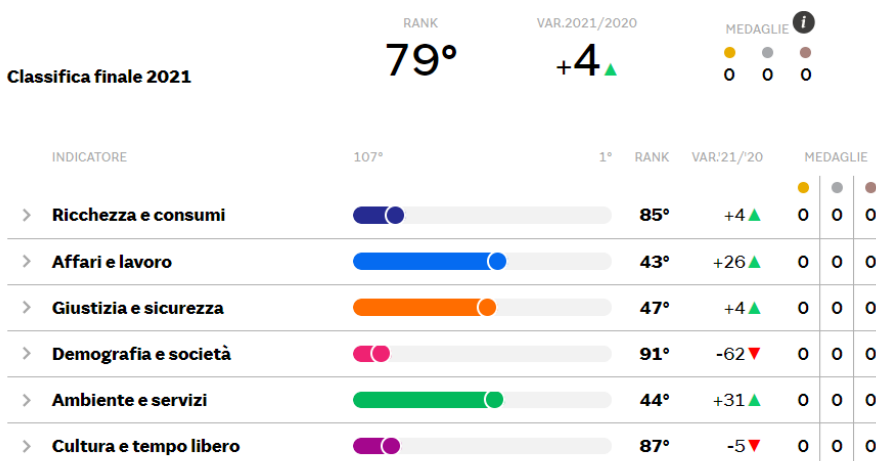 RANK VAR.2021/2020 MEDAGLIE i
Classifica finale 2021 79° +4▲ 0 0 0
INDICATORE 107° 1° RANK VAR.'21/'20 MEDAGLIE
> Ricchezza e consumi 85° +4▲ 0 0 0
> Affari e lavoro 43° +26▲ 0 0 0
> Giustizia e sicurezza 47° +4▲ 0 0 0
> Demografia e società 91° -62▼ 0 0 0
> Ambiente e servizi 44° +31▲ 0 0 0
> Cultura e tempo libero 87° -5▼ 0 0 0